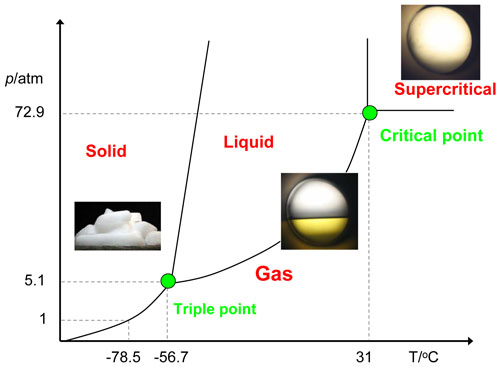 p/atm
72.9
5.1
1
Solid
Liquid
Gas
Supercritical
Critical point
Triple point
-78.5
-56.7
31
T/ºC